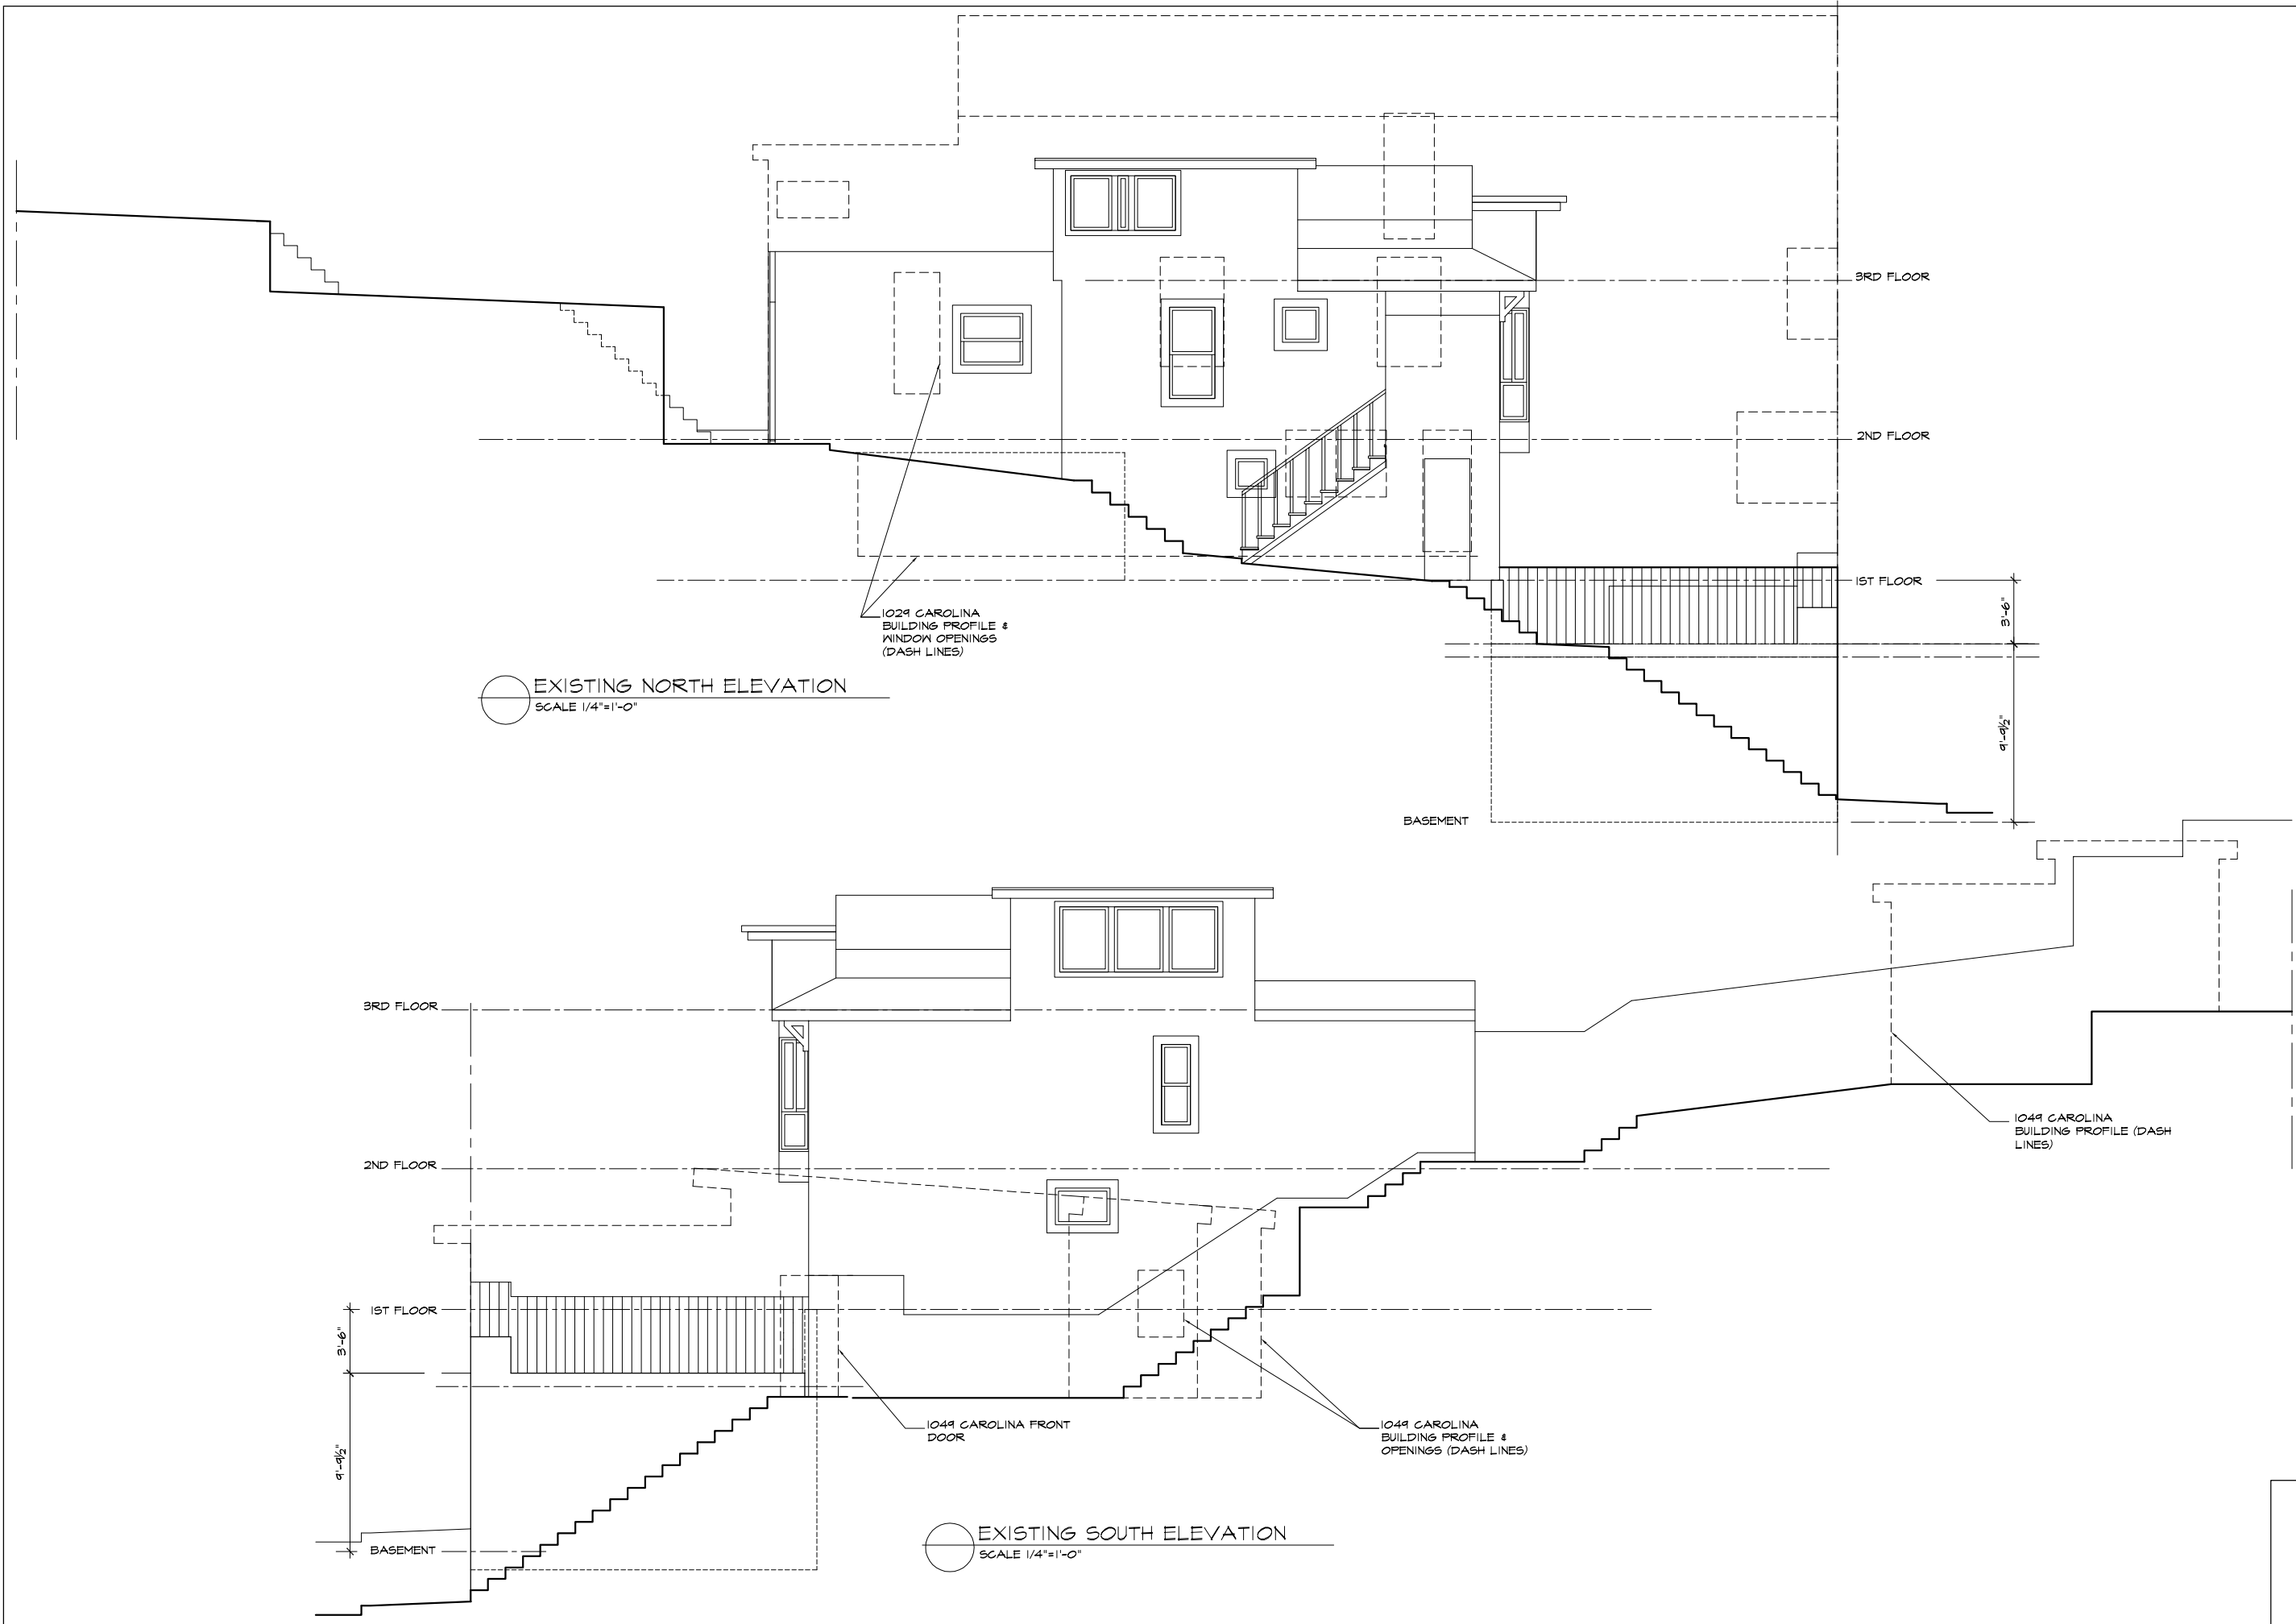 3RD FLOOR
2ND FLOOR
1ST FLOOR
3'-6"
1029 CAROLINA
BUILDING PROFILE &
WINDOW OPENINGS
(DASH LINES)
EXISTING NORTH ELEVATION
SCALE 1/4"=1'-0"
9'-9½"
BASEMENT
3RD FLOOR
1049 CAROLINA
BUILDING PROFILE (DASH
LINES)
2ND FLOOR
1ST FLOOR
3'-6"
1049 CAROLINA FRONT
DOOR
1049 CAROLINA
BUILDING PROFILE &
OPENINGS (DASH LINES)
9'-9½"
EXISTING SOUTH ELEVATION
SCALE 1/4"=1'-0"
BASEMENT